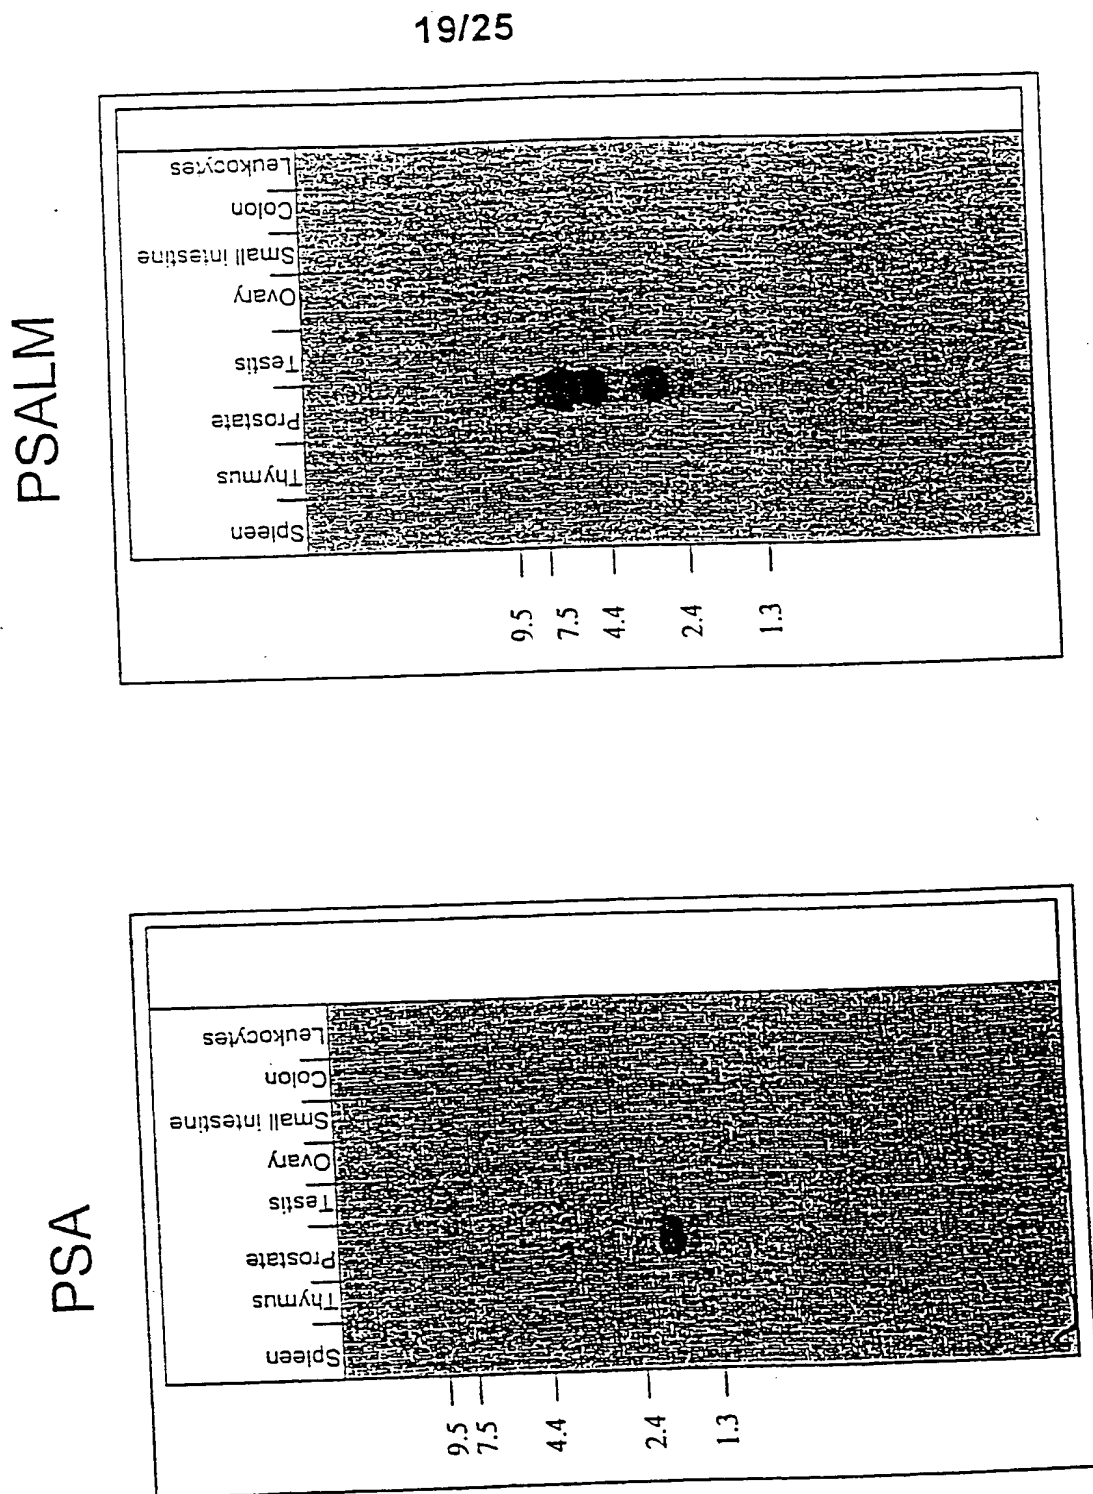 19/25
PSALM
Leukocytes
Colon
Small intestine
Ovary
Testis
Prostate
Thymus
Spleen
9.5
7.5
4.4
2.4
1.3
PSA
Leukocytes
Colon
Small intestine
Ovary
Testis
Prostate
Thymus
Spleen
9.5
7.5
4.4
2.4
1.3